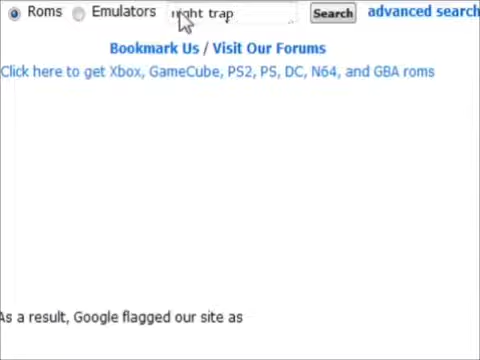 Roms Emulators night trap Search advanced search
Bookmark Us / Visit Our Forums
Click here to get Xbox, GameCube, PS2, PS, DC, N64, and GBA roms
As a result, Google flagged our site as